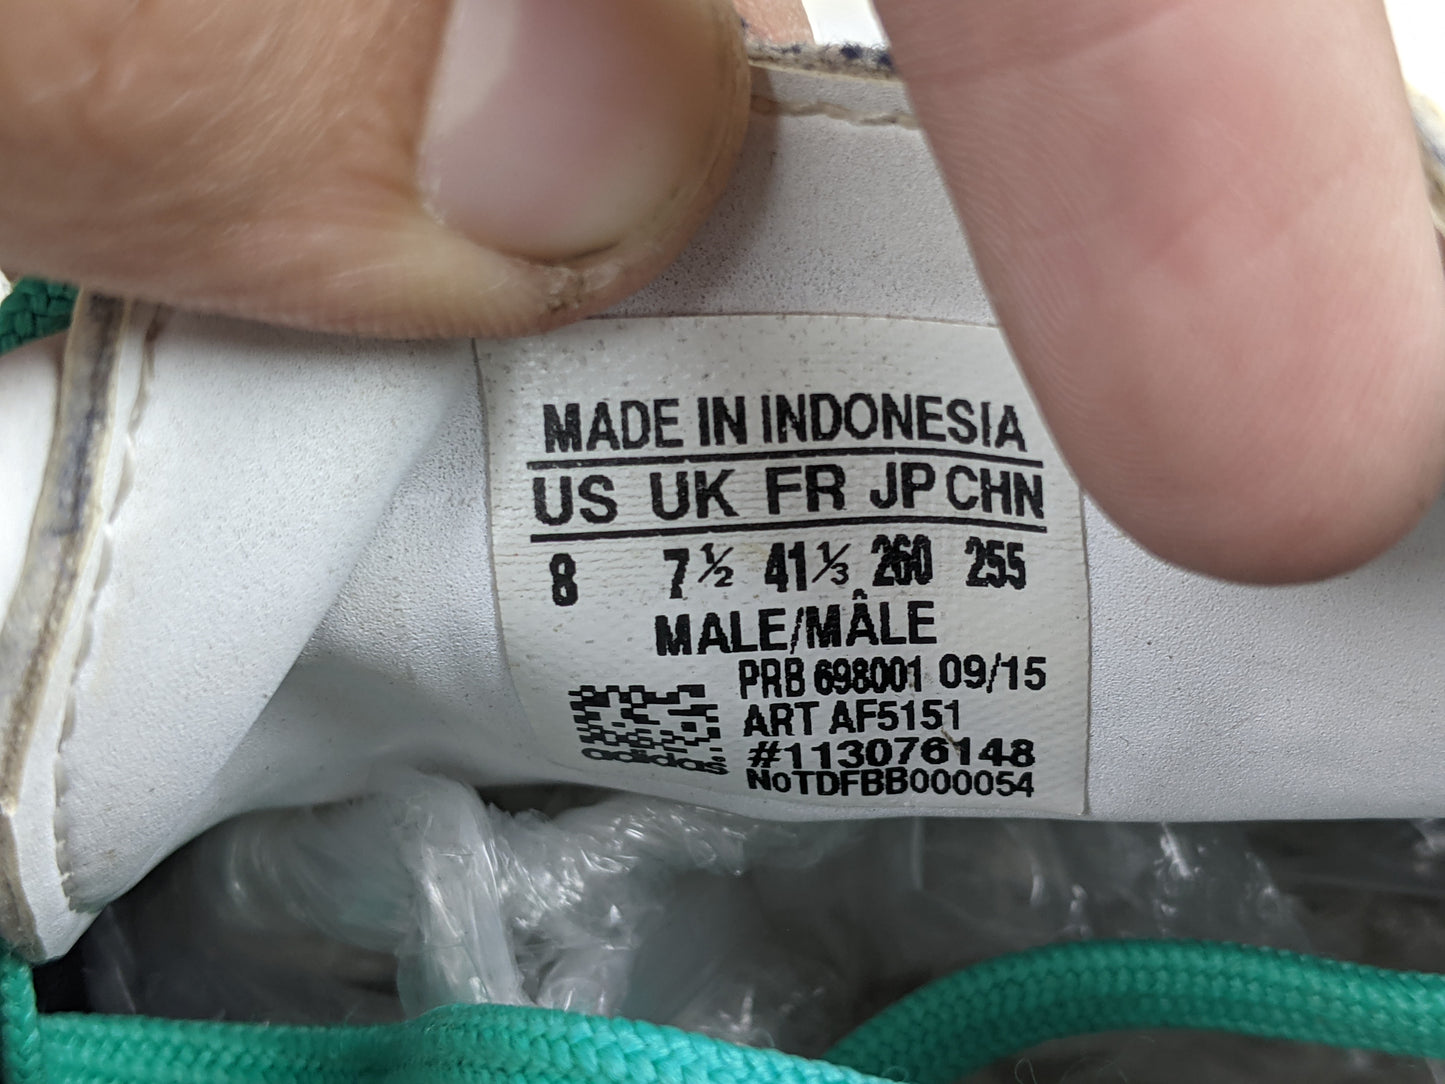 MADE IN INDONESIA
US UK FR JP CHN
8 7½ 41⅓ 260 255
MALE/MÂLE
PRB 698001 09/15
ART AF5151
#113076148
NoTDFBB000054
adidas